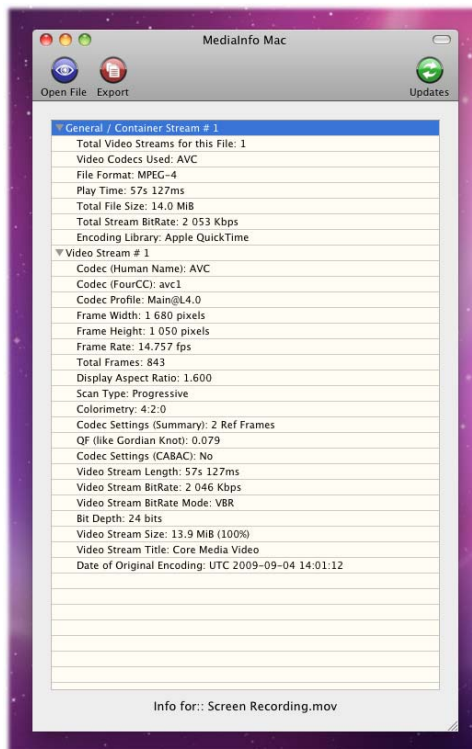 MediaInfo Mac
Open File Export Updates
General / Container Stream # 1
Total Video Streams for this File: 1
Video Codecs Used: AVC
File Format: MPEG-4
Play Time: 57s 127ms
Total File Size: 14.0 MiB
Total Stream BitRate: 2 053 Kbps
Encoding Library: Apple QuickTime
Video Stream # 1
Codec (Human Name): AVC
Codec (FourCC): avc1
Codec Profile: Main@L4.0
Frame Width: 1 680 pixels
Frame Height: 1 050 pixels
Frame Rate: 14.757 fps
Total Frames: 843
Display Aspect Ratio: 1.600
Scan Type: Progressive
Colorimetry: 4:2:0
Codec Settings (Summary): 2 Ref Frames
QF (like Gordian Knot): 0.079
Codec Settings (CABAC): No
Video Stream Length: 57s 127ms
Video Stream BitRate: 2 046 Kbps
Video Stream BitRate Mode: VBR
Bit Depth: 24 bits
Video Stream Size: 13.9 MiB (100%)
Video Stream Title: Core Media Video
Date of Original Encoding: UTC 2009-09-04 14:01:12
Info for:: Screen Recording.mov